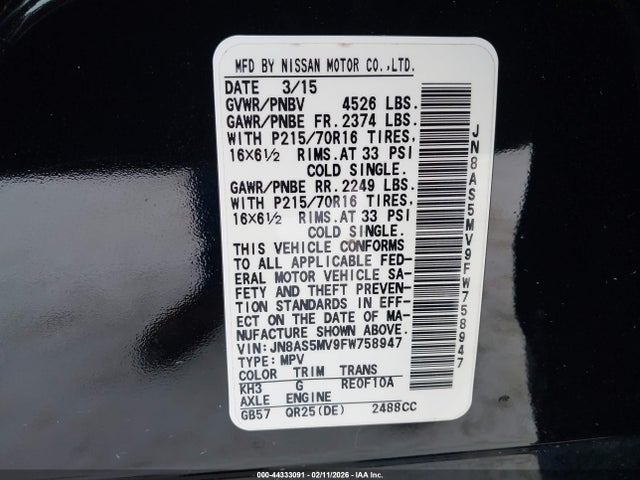 MFD BY NISSAN MOTOR CO.,LTD.
DATE 3/15
GVWR/PNBV 4526 LBS.
GAWR/PNBE FR. 2374 LBS.
WITH P215/70R16 TIRES,
16X6½ RIMS. AT 33 PSI
COLD SINGLE.
GAWR/PNBE RR. 2249 LBS.
WITH P215/70R16 TIRES,
16X6½ RIMS. AT 33 PSI
COLD SINGLE.
THIS VEHICLE CONFORMS
TO ALL APPLICABLE FED-
ERAL MOTOR VEHICLE SA-
FETY AND THEFT PREVEN-
TION STANDARDS IN EFF-
ECT ON THE DATE OF MA-
NUFACTURE SHOWN ABOVE.
VIN: JN8AS5MV9FW758947
TYPE: MPV
COLOR TRIM TRANS
KH3 G RE0F10A
AXLE ENGINE
GB57 QR25(DE) 2488CC
JN8AS5MV9FW758947
000-44333091 - 02/11/2026 - IAA Inc.